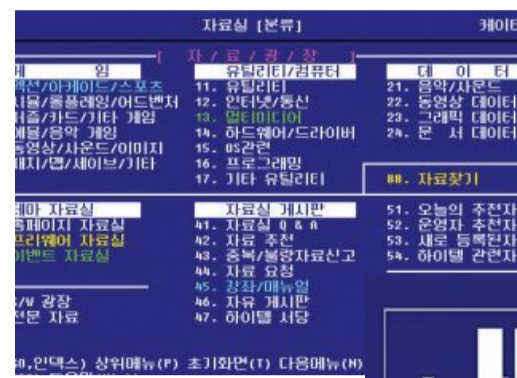 자료실 [분류]
[ 자 / 료 / 광 / 장 ]
임 유틸리티/컴퓨터 데 이 터
액션/아케이드/스포츠 11. 유틸리티 21. 음악/사운드
시뮬/롤플레잉/어드벤처 12. 인터넷/통신 22. 동영상 데이터
퍼즐/카드/기타 게임 13. 멀티미디어 23. 그래픽 데이터
에뮬/음악 게임 14. 하드웨어/드라이버 24. 문 서 데이터
동영상/사운드/이미지 15. OS관련
패치/맵/세이브/기타 16. 프로그래밍
17. 기타 유틸리티 88. 자료찾기
테마 자료실 자료실 게시판 51. 오늘의 추천자
홈페이지 자료실 41. 자료실 Q & A 52. 운영자 추천자
프리웨어 자료실 42. 자료 추천 53. 새로 등록된자
이벤트 자료실 43. 중복/불량자료신고 54. 하이텔 관련자
44. 자료 요청
45. 강좌/매뉴얼
S/W 광장 46. 자유 게시판
전문 자료 47. 하이텔 서당
인덱스) 상위메뉴(P) 초기화면(T) 다음메뉴(N)